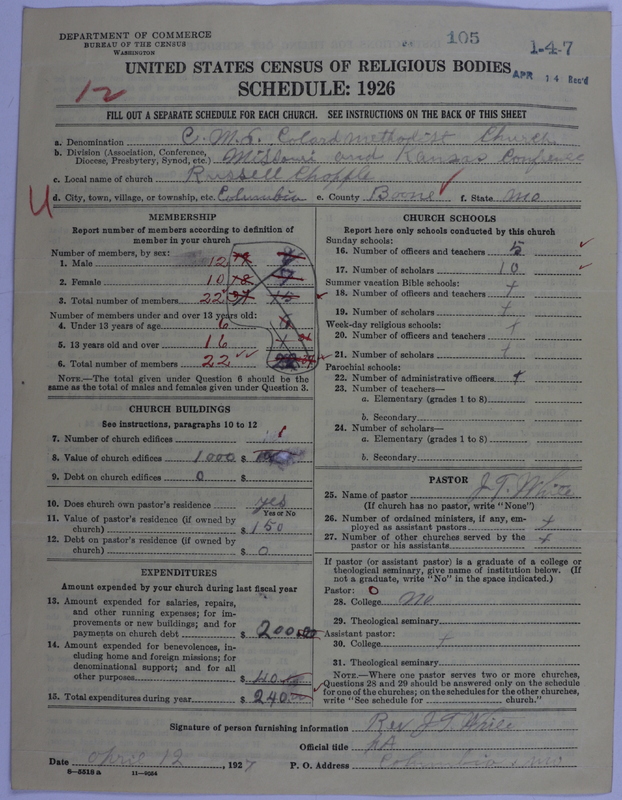 DEPARTMENT OF COMMERCE
BUREAU OF THE CENSUS
WASHINGTON
105
1-4-7
APR 14 Rec'd
UNITED STATES CENSUS OF RELIGIOUS BODIES
SCHEDULE: 1926
12
FILL OUT A SEPARATE SCHEDULE FOR EACH CHURCH. SEE INSTRUCTIONS ON THE BACK OF THIS SHEET
a. Denomination C. M. E. Colord methodist Church
b. Division (Association, Conference, Diocese, Presbytery, Synod, etc.) Missouri and Kansas Conference
c. Local name of church Russell Chopple
U d. City, town, village, or township, etc. Columbia e. County Boone f. State Mo
MEMBERSHIP
Report number of members according to definition of
member in your church
Number of members, by sex:
1. Male 12
2. Female 10
3. Total number of members 22
Number of members under and over 13 years old:
4. Under 13 years of age 6
5. 13 years old and over 16
6. Total number of members 22
NOTE.—The total given under Question 6 should be the
same as the total of males and females given under Question 3.
CHURCH BUILDINGS
See instructions, paragraphs 10 to 12
7. Number of church edifices 1
8. Value of church edifices 1000 $
9. Debt on church edifices 0 $
10. Does church own pastor's residence yes
Yes or No
11. Value of pastor's residence (if owned by
church) $ 150
12. Debt on pastor's residence (if owned by
church) $ 0
EXPENDITURES
Amount expended by your church during last fiscal year
13. Amount expended for salaries, repairs,
and other running expenses; for im-
provements or new buildings; and for
payments on church debt $ 200.00
14. Amount expended for benevolences, in-
cluding home and foreign missions; for
denominational support; and for all
other purposes $ 40
15. Total expenditures during year $ 240
CHURCH SCHOOLS
Report here only schools conducted by this church
Sunday schools:
16. Number of officers and teachers 5
17. Number of scholars 10
Summer vacation Bible schools:
18. Number of officers and teachers +
19. Number of scholars +
Week-day religious schools:
20. Number of officers and teachers +
21. Number of scholars +
Parochial schools:
22. Number of administrative officers +
23. Number of teachers—
a. Elementary (grades 1 to 8)
b. Secondary
24. Number of scholars—
a. Elementary (grades 1 to 8)
b. Secondary
PASTOR
25. Name of pastor J. T. White
(If church has no pastor, write "None")
26. Number of ordained ministers, if any, em-
ployed as assistant pastors +
27. Number of other churches served by the
pastor or his assistants +
If pastor (or assistant pastor) is a graduate of a college or
theological seminary, give name of institution below. (If
not a graduate, write "No" in the space indicated.)
Pastor: 0
28. College no
29. Theological seminary
Assistant pastor:
30. College +
31. Theological seminary
NOTE.—Where one pastor serves two or more churches,
Questions 28 and 29 should be answered only on the schedule
for one of the churches; on the schedules for the other churches,
write "See schedule for church."
Signature of person furnishing information Rev J T White
Official title
Date April 12, 1927 P. O. Address Columbia, Mo
8—5518 a 11—9034